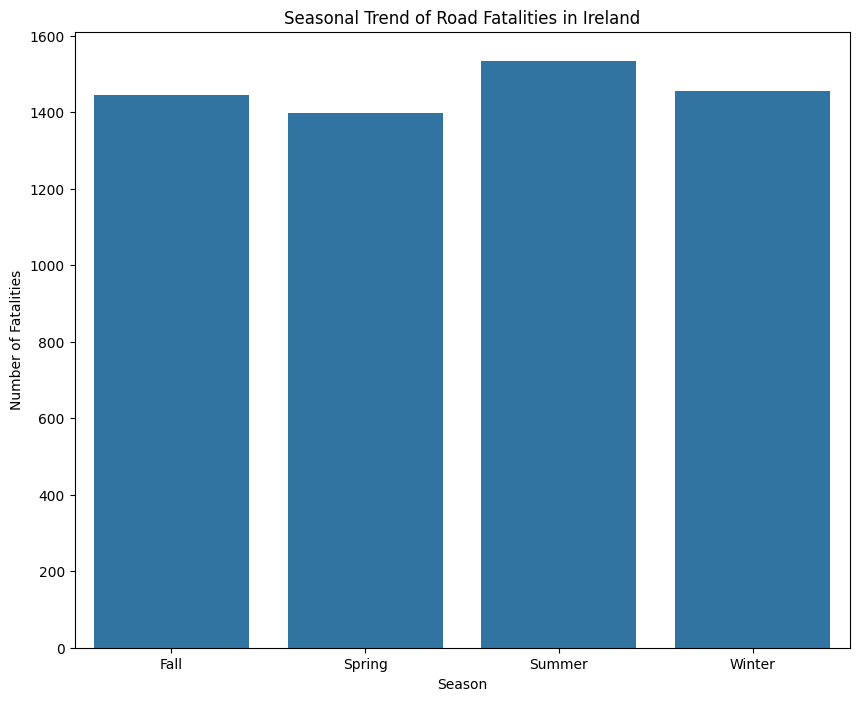 Seasonal Trend of Road Fatalities in Ireland
1600
1400
1200
1000
800
600
400
200
0
Number of Fatalities
Fall Spring Summer Winter
Season